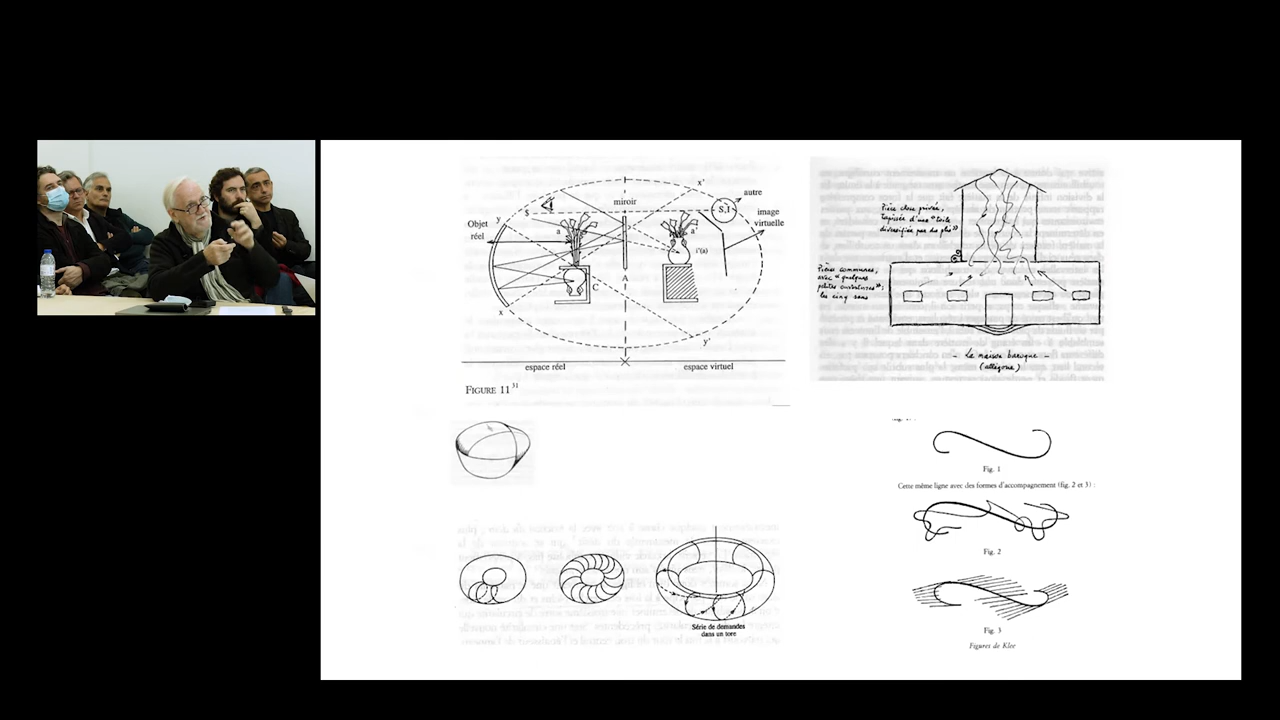 x'
autre
miroir
S,I
$
image
virtuelle
y
Objet
réel
a
a'
i'(a)
C
A
x
y'
espace réel
espace virtuel
FIGURE 11 31
Pièce close privée,
tapissée d'une "toile
diversifiée par des plis"
Pièces communes,
avec "quelques
petites ouvertures";
les cinq sens
- La maison baroque -
(allégorie)
Fig. 1
Cette même ligne avec des formes d'accompagnement (fig. 2 et 3) :
Fig. 2
Série de demandes
dans un tore
Fig. 3
Figures de Klee